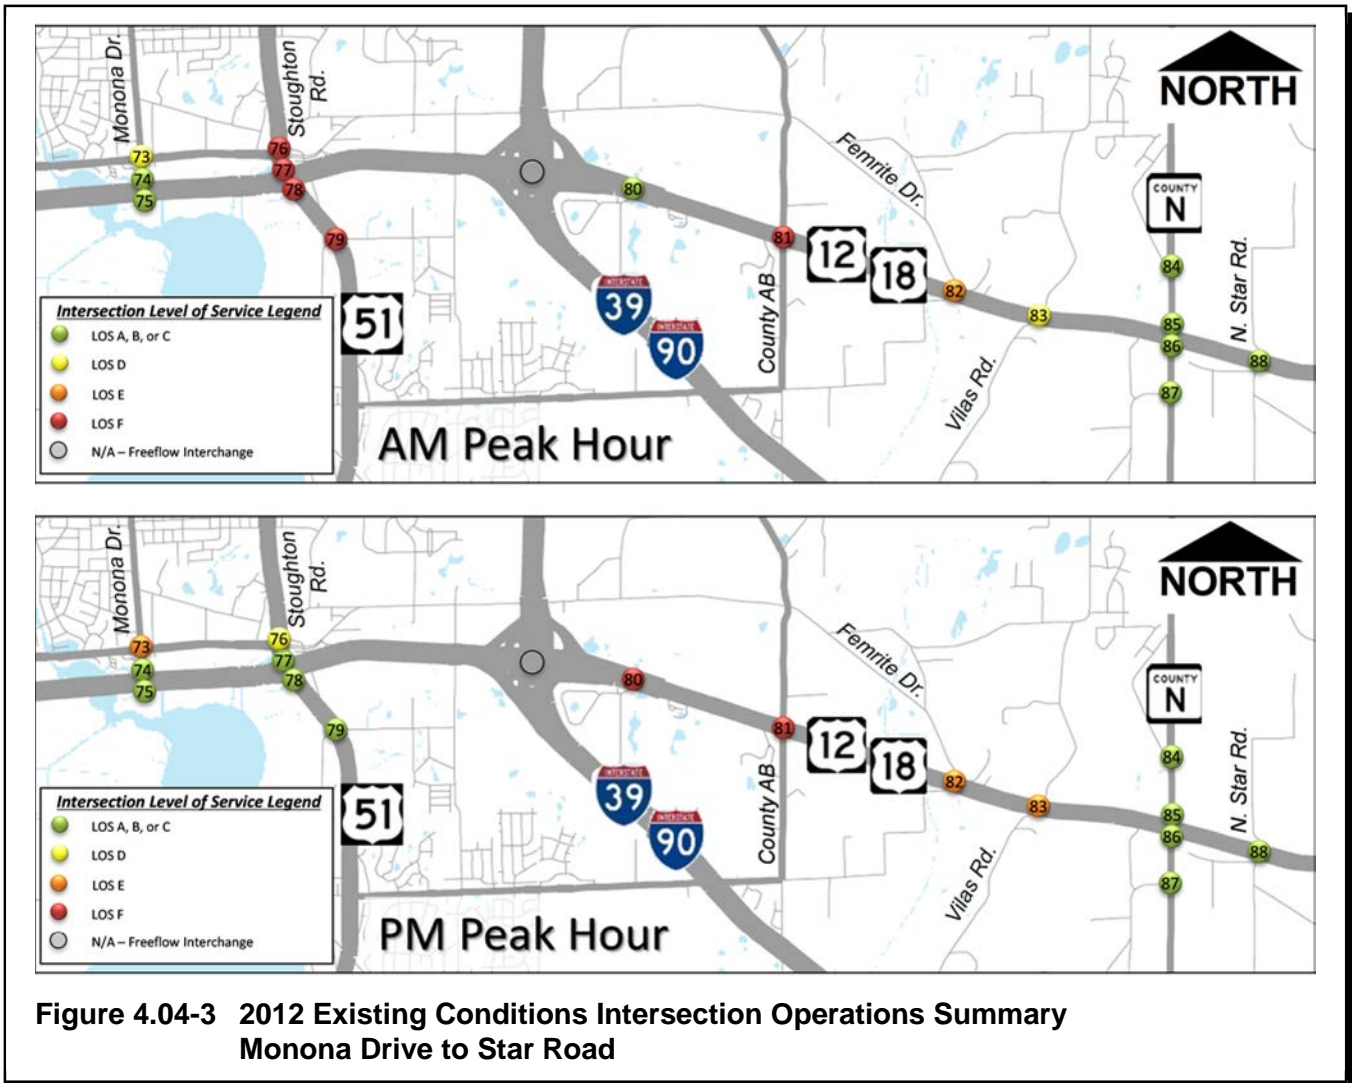 Monona Dr.
Stoughton
Rd.
NORTH
Femrite Dr.
COUNTY
N
N. Star Rd.
73
74
75
76
77
78
79
80
81
12
18
82
83
84
85
86
87
88
County AB
Vilas Rd.
INTERSTATE
39
INTERSTATE
90
51
Intersection Level of Service Legend
LOS A, B, or C
LOS D
LOS E
LOS F
N/A – Freeflow Interchange
AM Peak Hour
Monona Dr.
Stoughton
Rd.
NORTH
Femrite Dr.
COUNTY
N
N. Star Rd.
73
74
75
76
77
78
79
80
81
12
18
82
83
84
85
86
87
88
County AB
Vilas Rd.
INTERSTATE
39
INTERSTATE
90
51
Intersection Level of Service Legend
LOS A, B, or C
LOS D
LOS E
LOS F
N/A – Freeflow Interchange
PM Peak Hour
Figure 4.04-3 2012 Existing Conditions Intersection Operations Summary
Monona Drive to Star Road